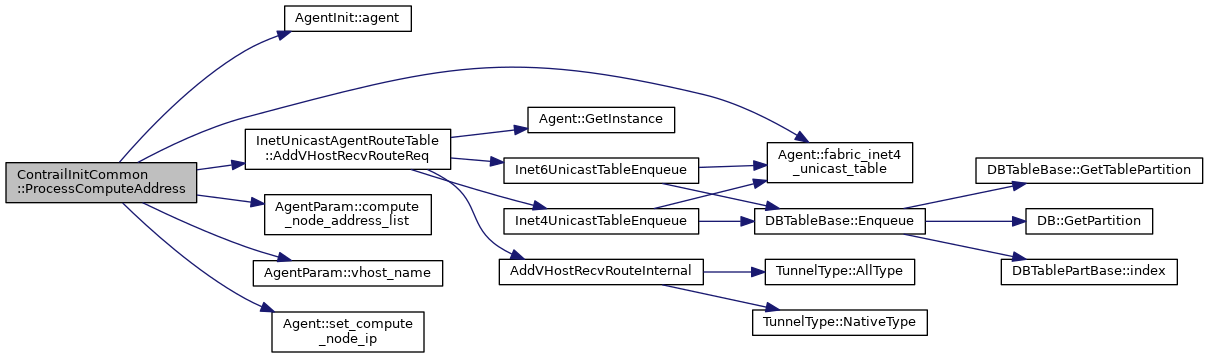 AgentInit::agent
Agent::GetInstance
InetUnicastAgentRouteTable
::AddVHostRecvRouteReq
Agent::fabric_inet4
_unicast_table
Inet6UnicastTableEnqueue
DBTableBase::GetTablePartition
ContrailInitCommon
::ProcessComputeAddress
AgentParam::compute
_node_address_list
Inet4UnicastTableEnqueue
DBTableBase::Enqueue
DB::GetPartition
AgentParam::vhost_name
AddVHostRecvRouteInternal
TunnelType::AllType
DBTablePartBase::index
Agent::set_compute
_node_ip
TunnelType::NativeType